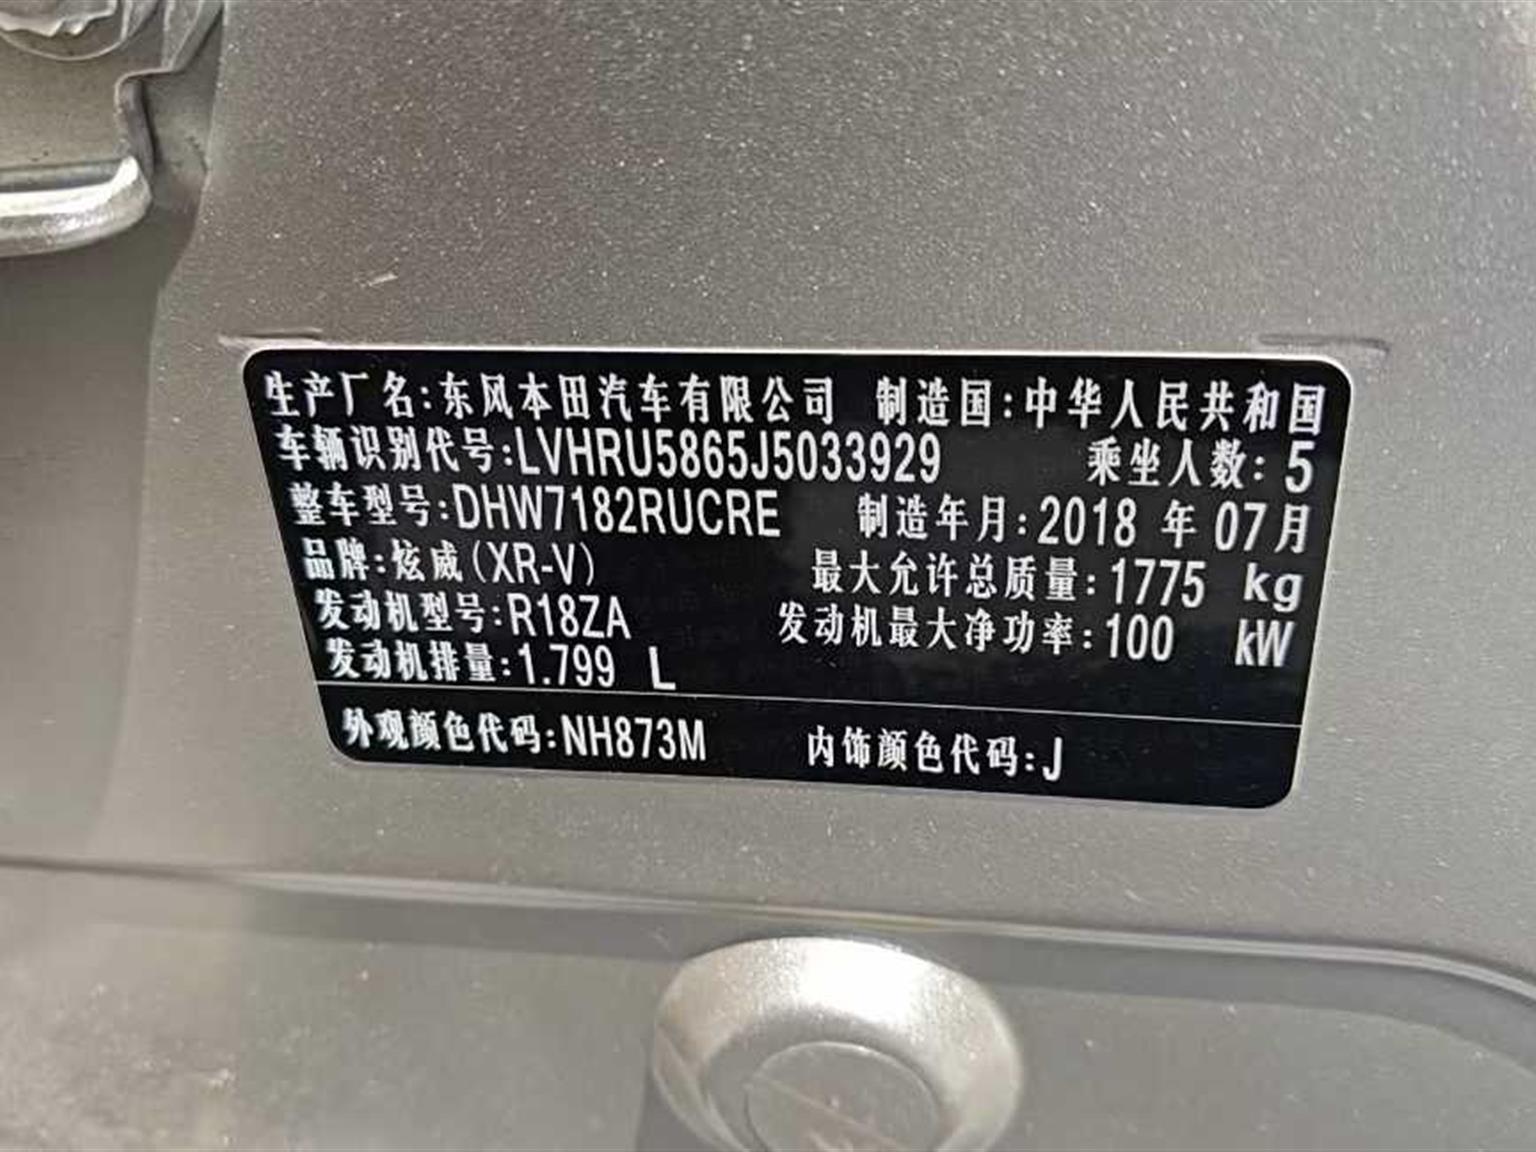 生产厂名:东风本田汽车有限公司 制造国:中华人民共和国
车辆识别代号:LVHRU5865J5033929 乘坐人数:5
整车型号:DHW7182RUCRE 制造年月:2018 年 07月
品牌:炫威(XR-V) 最大允许总质量:1775 kg
发动机型号:R18ZA 发动机最大净功率:100 kW
发动机排量:1.799 L
外观颜色代码:NH873M 内饰颜色代码:J